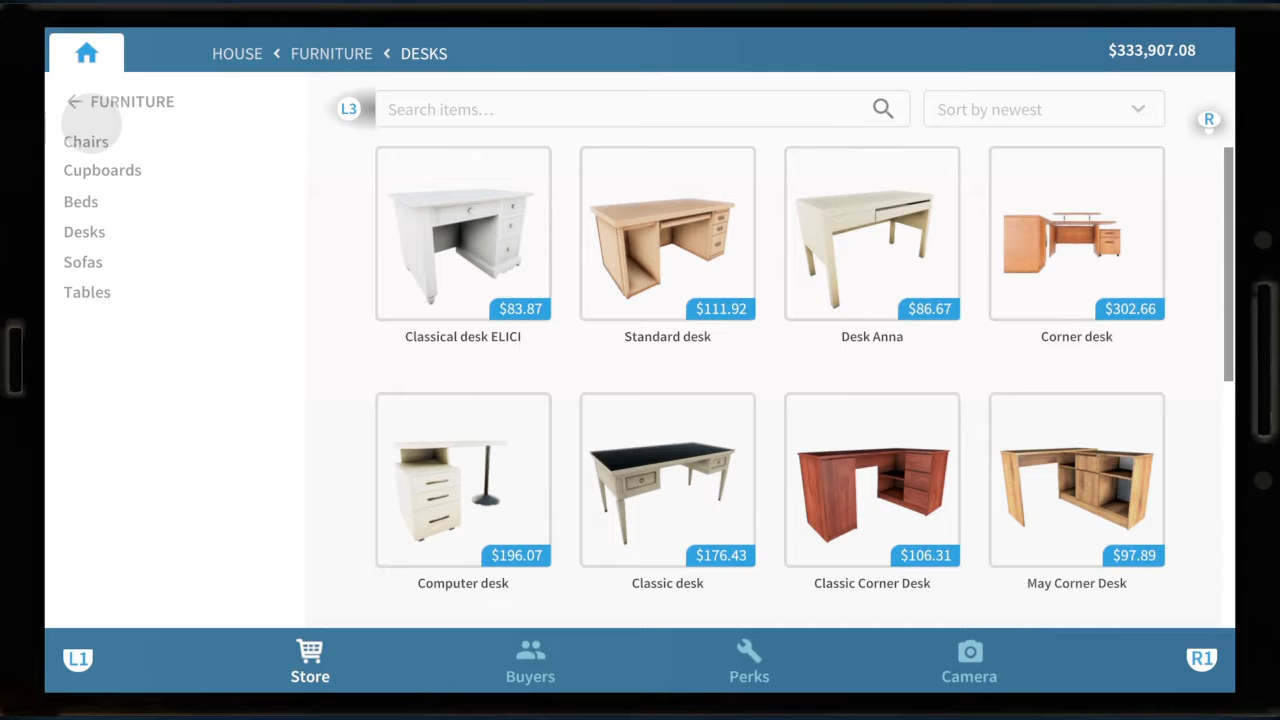 HOUSE < FURNITURE < DESKS
$333,907.08
FURNITURE
Chairs
Cupboards
Beds
Desks
Sofas
Tables
L3
Search items...
Sort by newest
R
$83.87
$111.92
$86.67
$302.66
Classical desk ELICI
Standard desk
Desk Anna
Corner desk
$196.07
$176.43
$106.31
$97.89
Computer desk
Classic desk
Classic Corner Desk
May Corner Desk
L1
Store
Buyers
Perks
Camera
R1